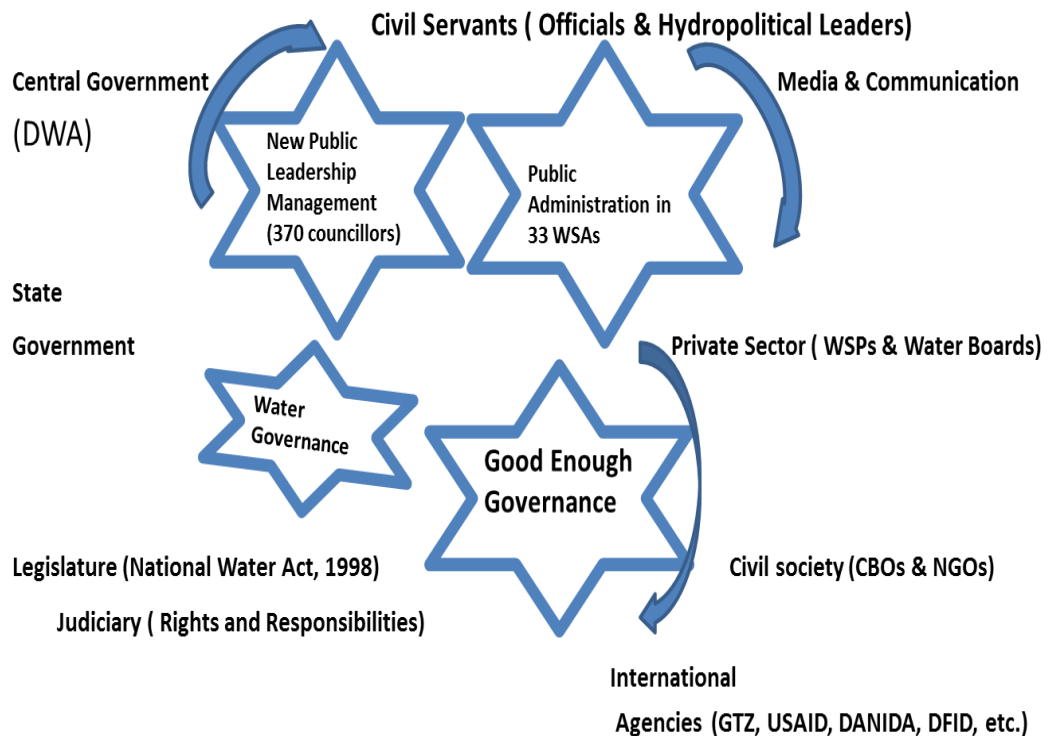 Civil Servants ( Officials & Hydropolitical Leaders)
Central Government
(DWA)
Media & Communication
New Public
Leadership
Management
(370 councillors)
Public
Administration in
33 WSAs
State
Government
Private Sector ( WSPs & Water Boards)
Water
Governance
Good Enough
Governance
Legislature (National Water Act, 1998)
Civil society (CBOs & NGOs)
Judiciary ( Rights and Responsibilities)
International
Agencies (GTZ, USAID, DANIDA, DFID, etc.)